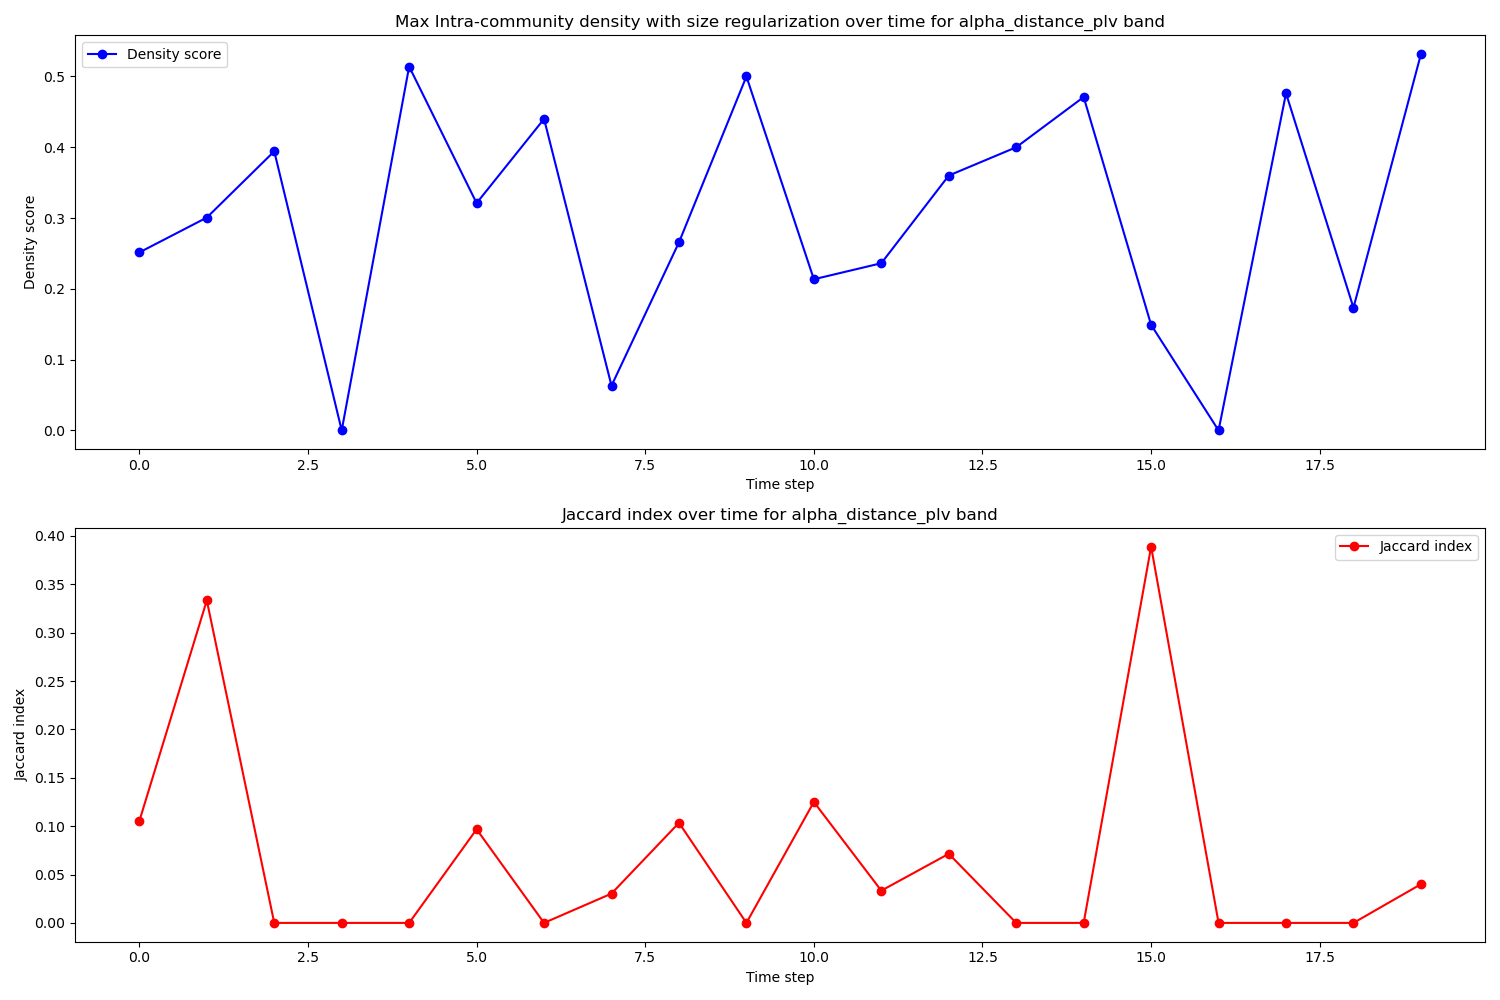 Max Intra-community density with size regularization over time for alpha_distance_plv band
Density score
Density score
0.5
0.4
0.3
0.2
0.1
0.0
0.0 2.5 5.0 7.5 10.0 12.5 15.0 17.5
Time step
Jaccard index over time for alpha_distance_plv band
Jaccard index
Jaccard index
0.40
0.35
0.30
0.25
0.20
0.15
0.10
0.05
0.00
0.0 2.5 5.0 7.5 10.0 12.5 15.0 17.5
Time step